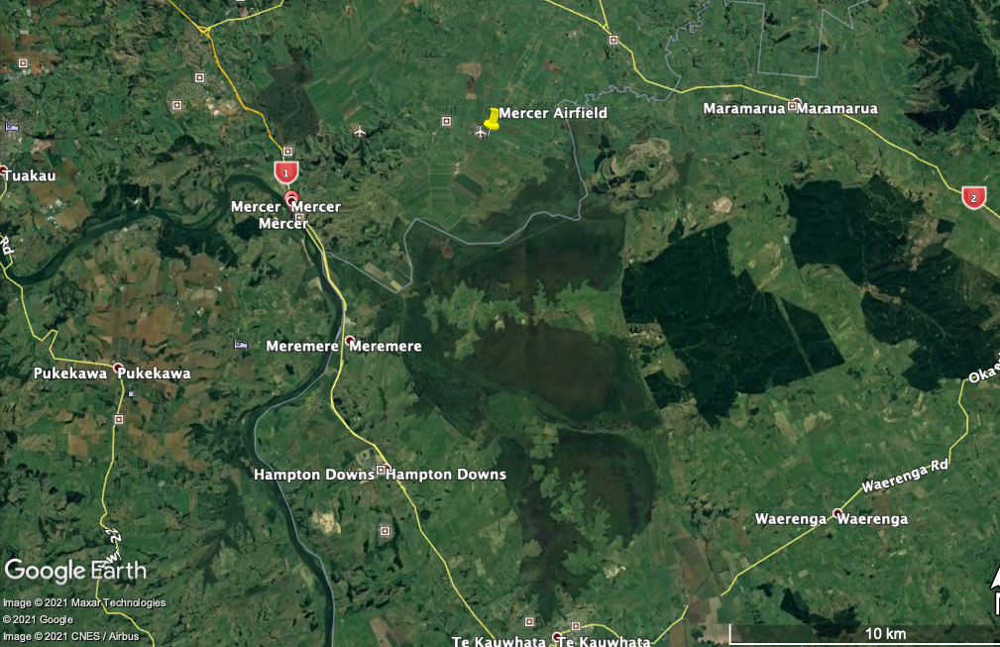 Mercer Airfield
Maramarua Maramarua
Tuakau
1
2
Mercer Mercer
Mercer
Rd
Meremere Meremere
Pukekawa Pukekawa
Hampton Downs Hampton Downs
Waerenga Rd
Waerenga Waerenga
22
Google Earth
Image © 2021 Maxar Technologies
© 2021 Google
Image © 2021 CNES / Airbus
10 km
Te Kauwhata Te Kauwhata